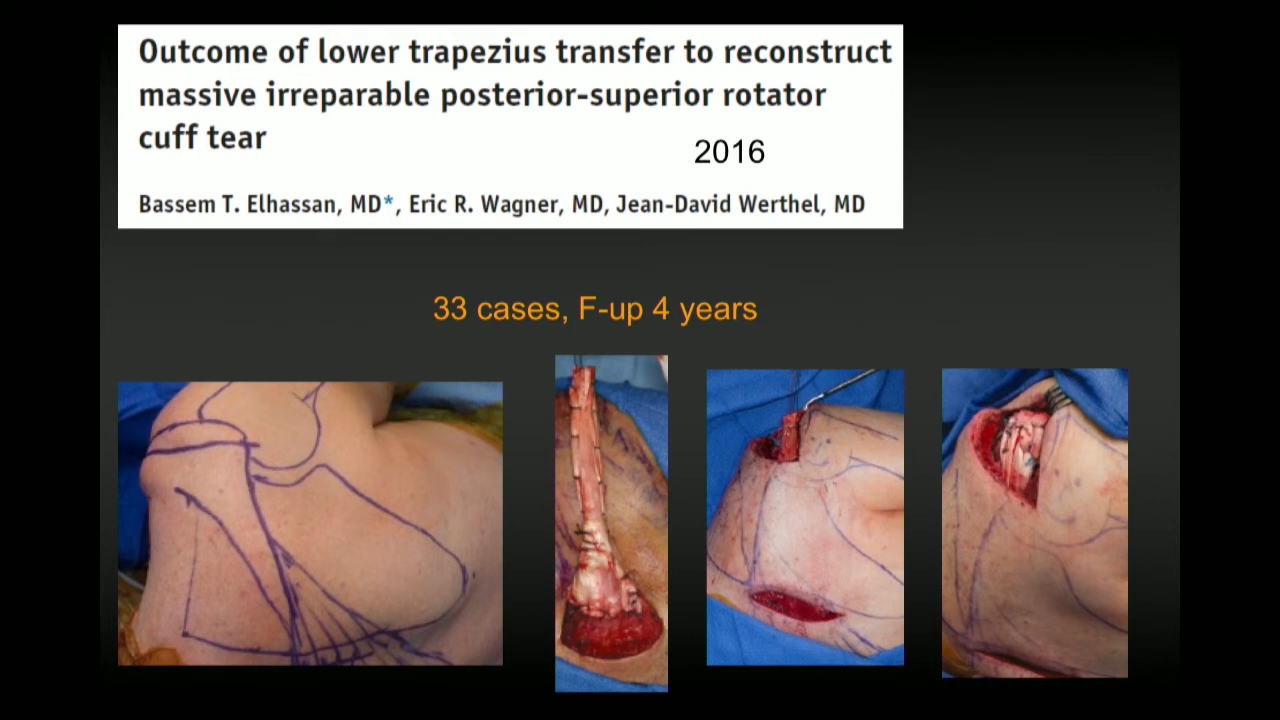 Outcome of lower trapezius transfer to reconstruct
massive irreparable posterior-superior rotator
cuff tear
2016
Bassem T. Elhassan, MD*, Eric R. Wagner, MD, Jean-David Werthel, MD
33 cases, F-up 4 years